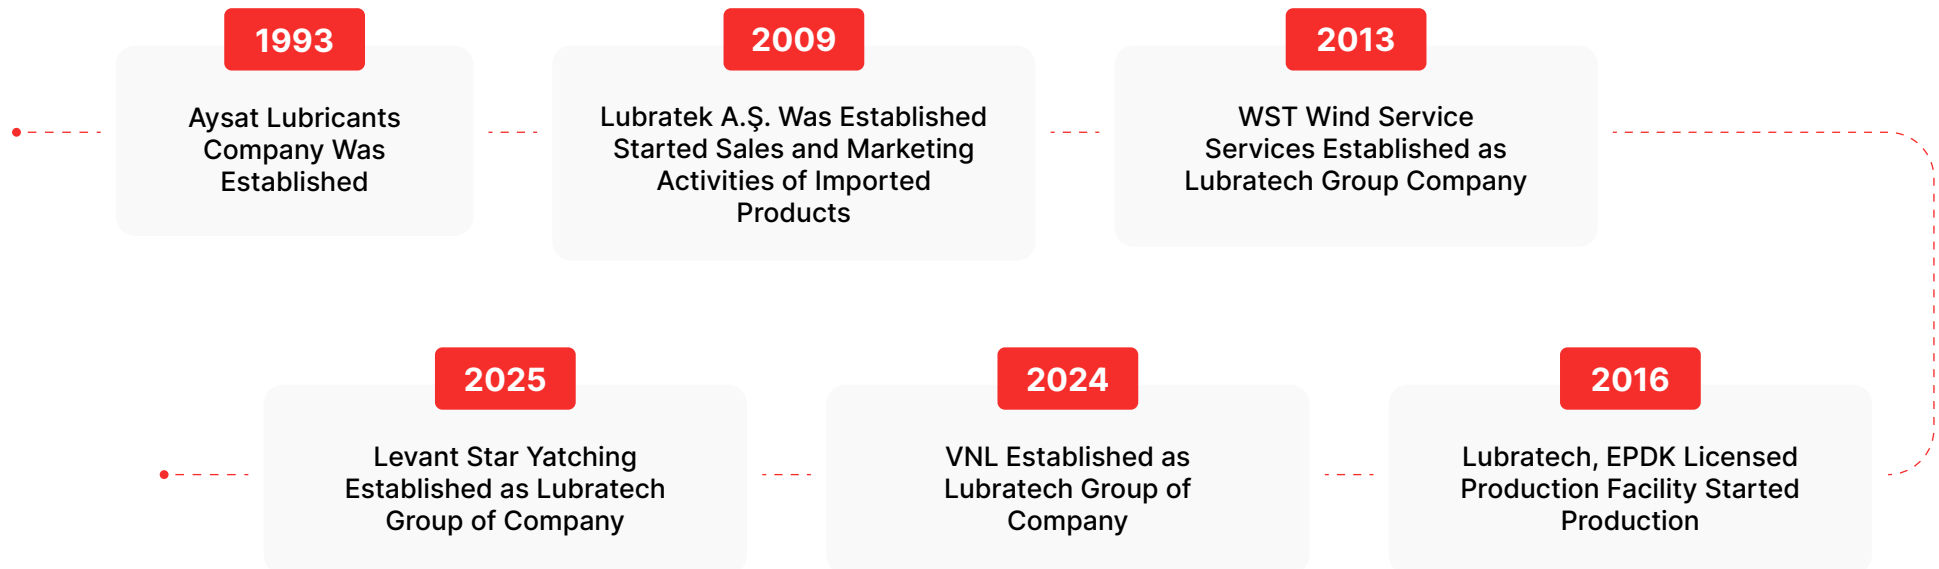 1993
Aysat Lubricants
Company Was
Established
2009
Lubratek A.Ş. Was Established
Started Sales and Marketing
Activities of Imported
Products
2013
WST Wind Service
Services Established as
Lubratech Group Company
2016
Lubratech, EPDK Licensed
Production Facility Started
Production
2024
VNL Established as
Lubratech Group of
Company
2025
Levant Star Yatching
Established as Lubratech
Group of Company